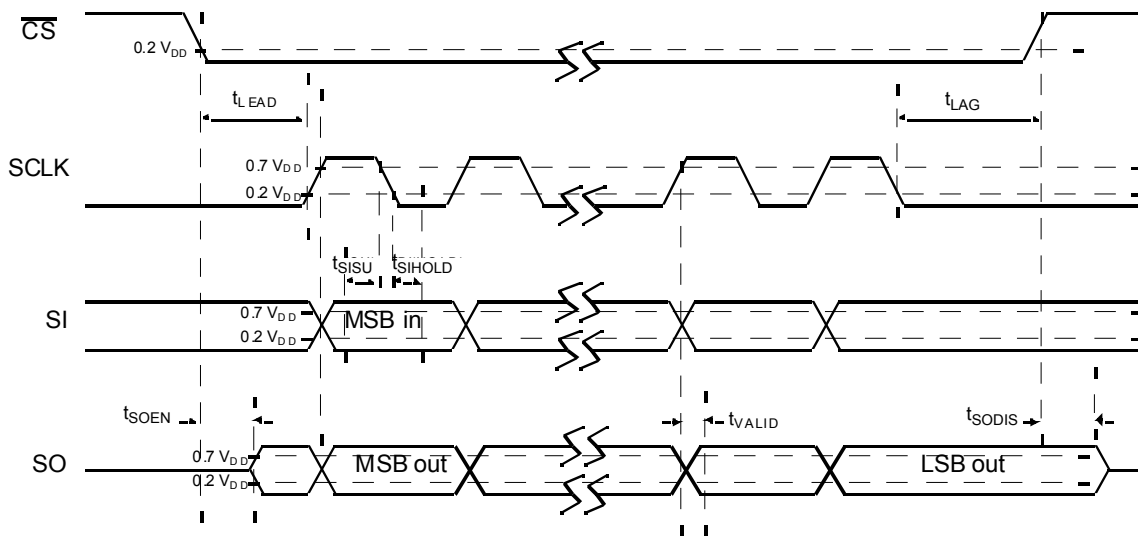 CS
0.2 VDD
tLEAD
tLAG
SCLK
0.7 VDD
0.2 VDD
tSISU
tSIHOLD
SI
0.7 VDD
MSB in
0.2 VDD
tSOEN
tVALID
tSODIS
SO
0.7 VDD
MSB out
LSB out
0.2 VDD